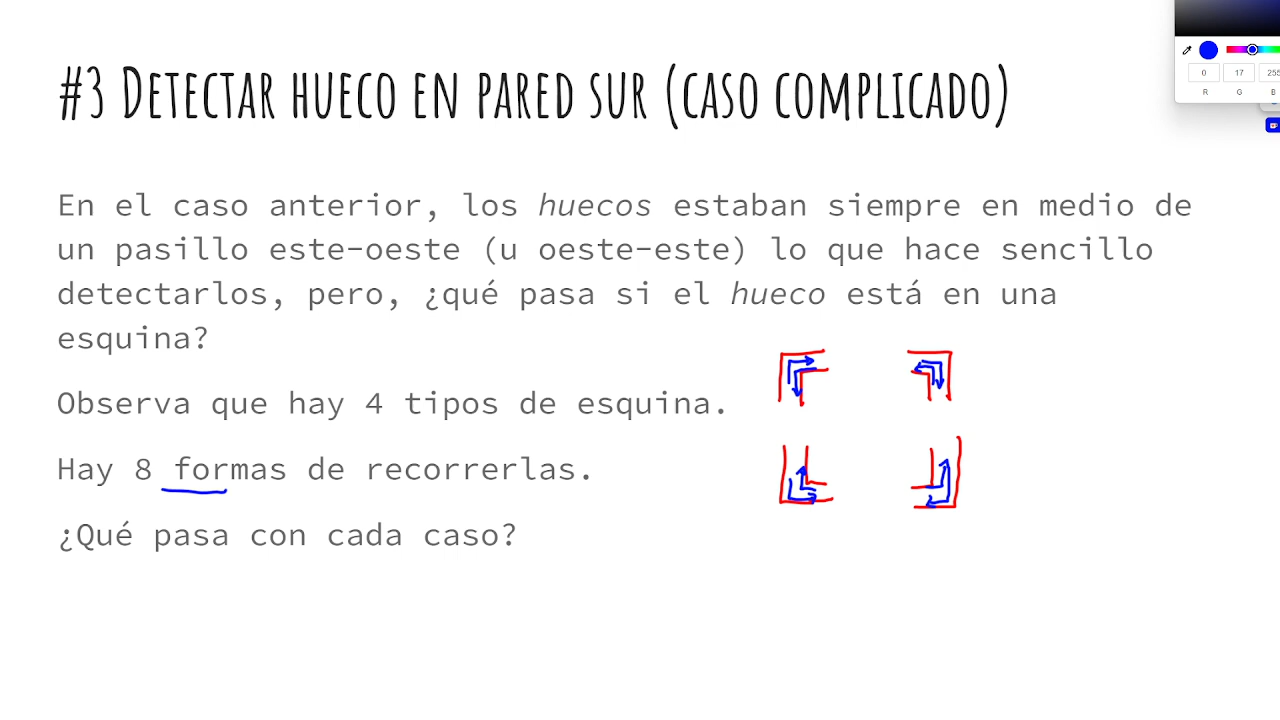 #3 Detectar hueco en pared sur (caso complicado)
En el caso anterior, los huecos estaban siempre en medio de
un pasillo este-oeste (u oeste-este) lo que hace sencillo
detectarlos, pero, ¿qué pasa si el hueco está en una
esquina?
Observa que hay 4 tipos de esquina.
Hay 8 formas de recorrerlas.
¿Qué pasa con cada caso?
0 17 255
R G B